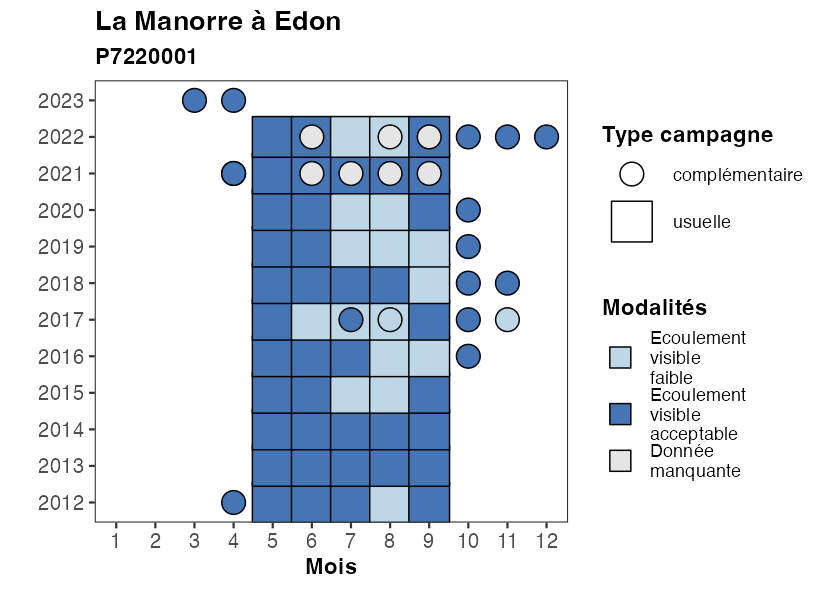 La Manorre à Edon
P7220001
2023
2022
2021
2020
2019
2018
2017
2016
2015
2014
2013
2012
1 2 3 4 5 6 7 8 9 10 11 12
Mois
Type campagne
complémentaire
usuelle
Modalités
Ecoulement
visible
faible
Ecoulement
visible
acceptable
Donnée
manquante